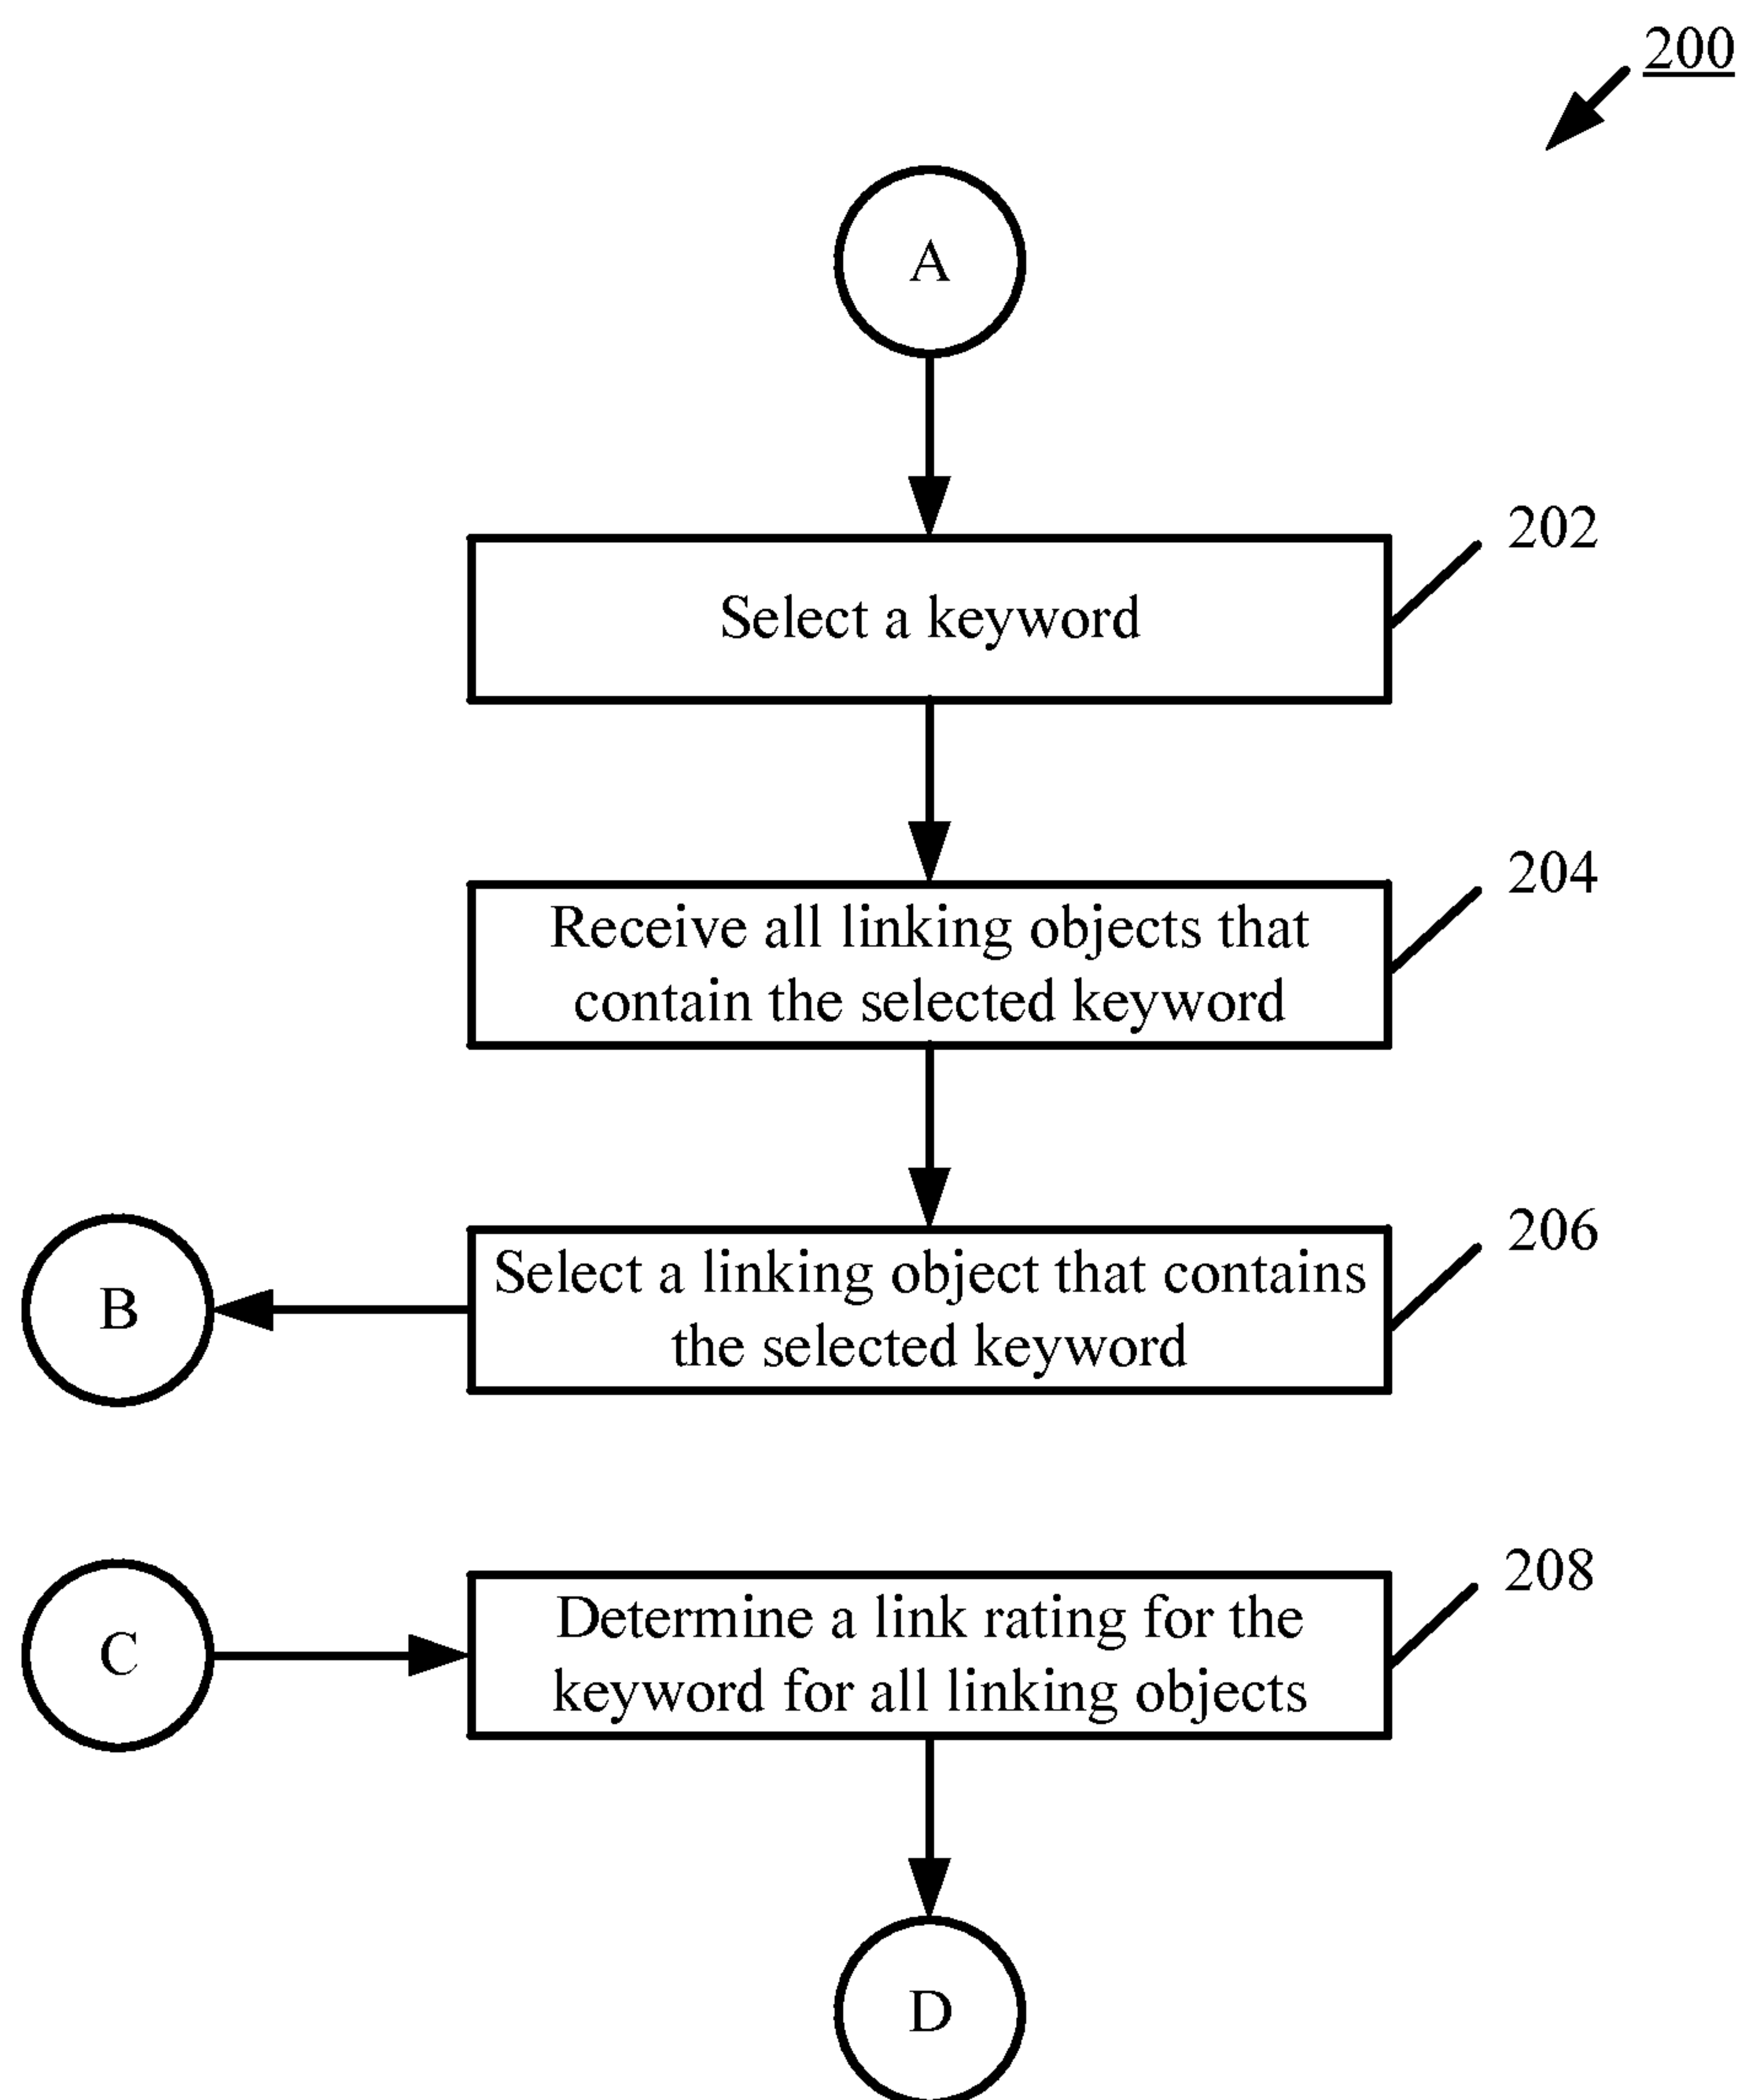 200
A
202
Select a keyword
204
Receive all linking objects that
contain the selected keyword
206
B
Select a linking object that contains
the selected keyword
208
C
Determine a link rating for the
keyword for all linking objects
D